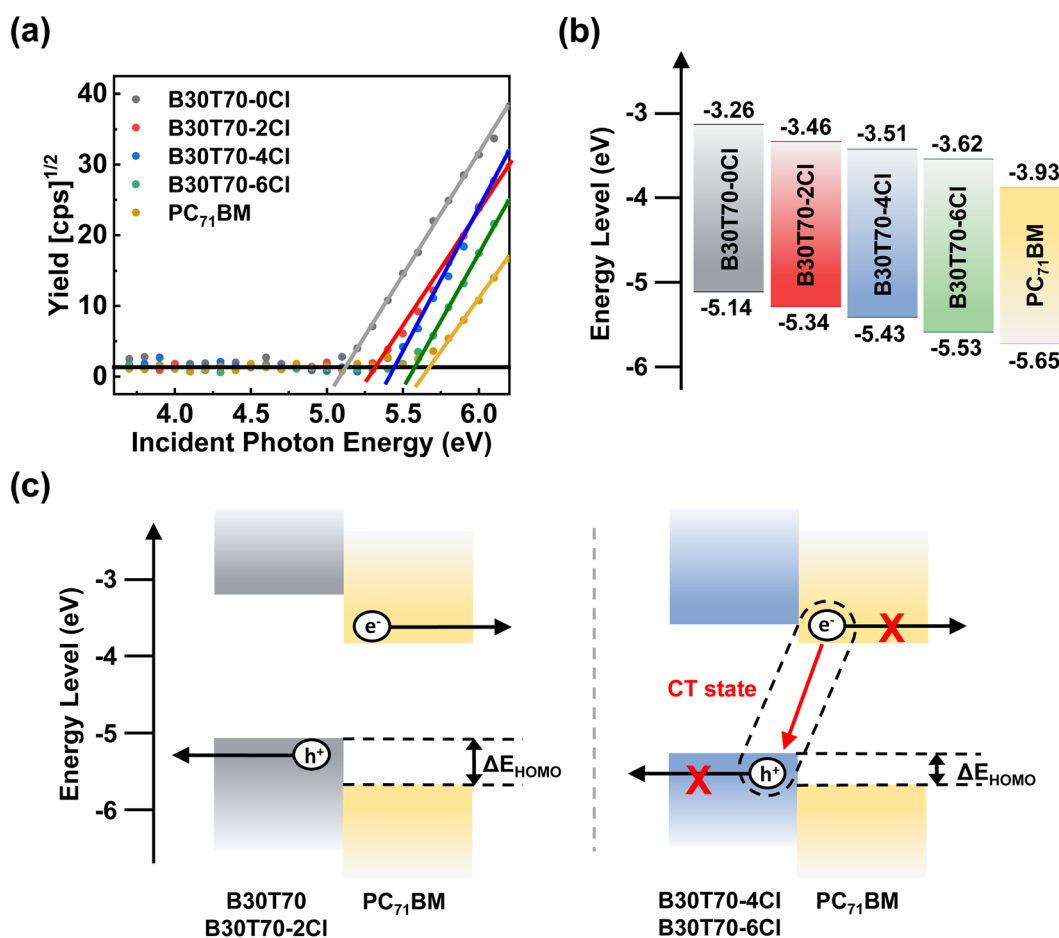 (a)
Yield [cps]1/2
40
30
20
10
0
B30T70-0Cl
B30T70-2Cl
B30T70-4Cl
B30T70-6Cl
PC71BM
4.0 4.5 5.0 5.5 6.0
Incident Photon Energy (eV)
(b)
Energy Level (eV)
-3
-4
-5
-6
-3.26
B30T70-0Cl
-5.14
-3.46
B30T70-2Cl
-5.34
-3.51
B30T70-4Cl
-5.43
-3.62
B30T70-6Cl
-5.53
-3.93
PC71BM
-5.65
(c)
Energy Level (eV)
-3
-4
-5
-6
e-
h+
ΔEHOMO
B30T70
B30T70-2Cl
PC71BM
e-
X
CT state
h+
X
ΔEHOMO
B30T70-4Cl
B30T70-6Cl
PC71BM